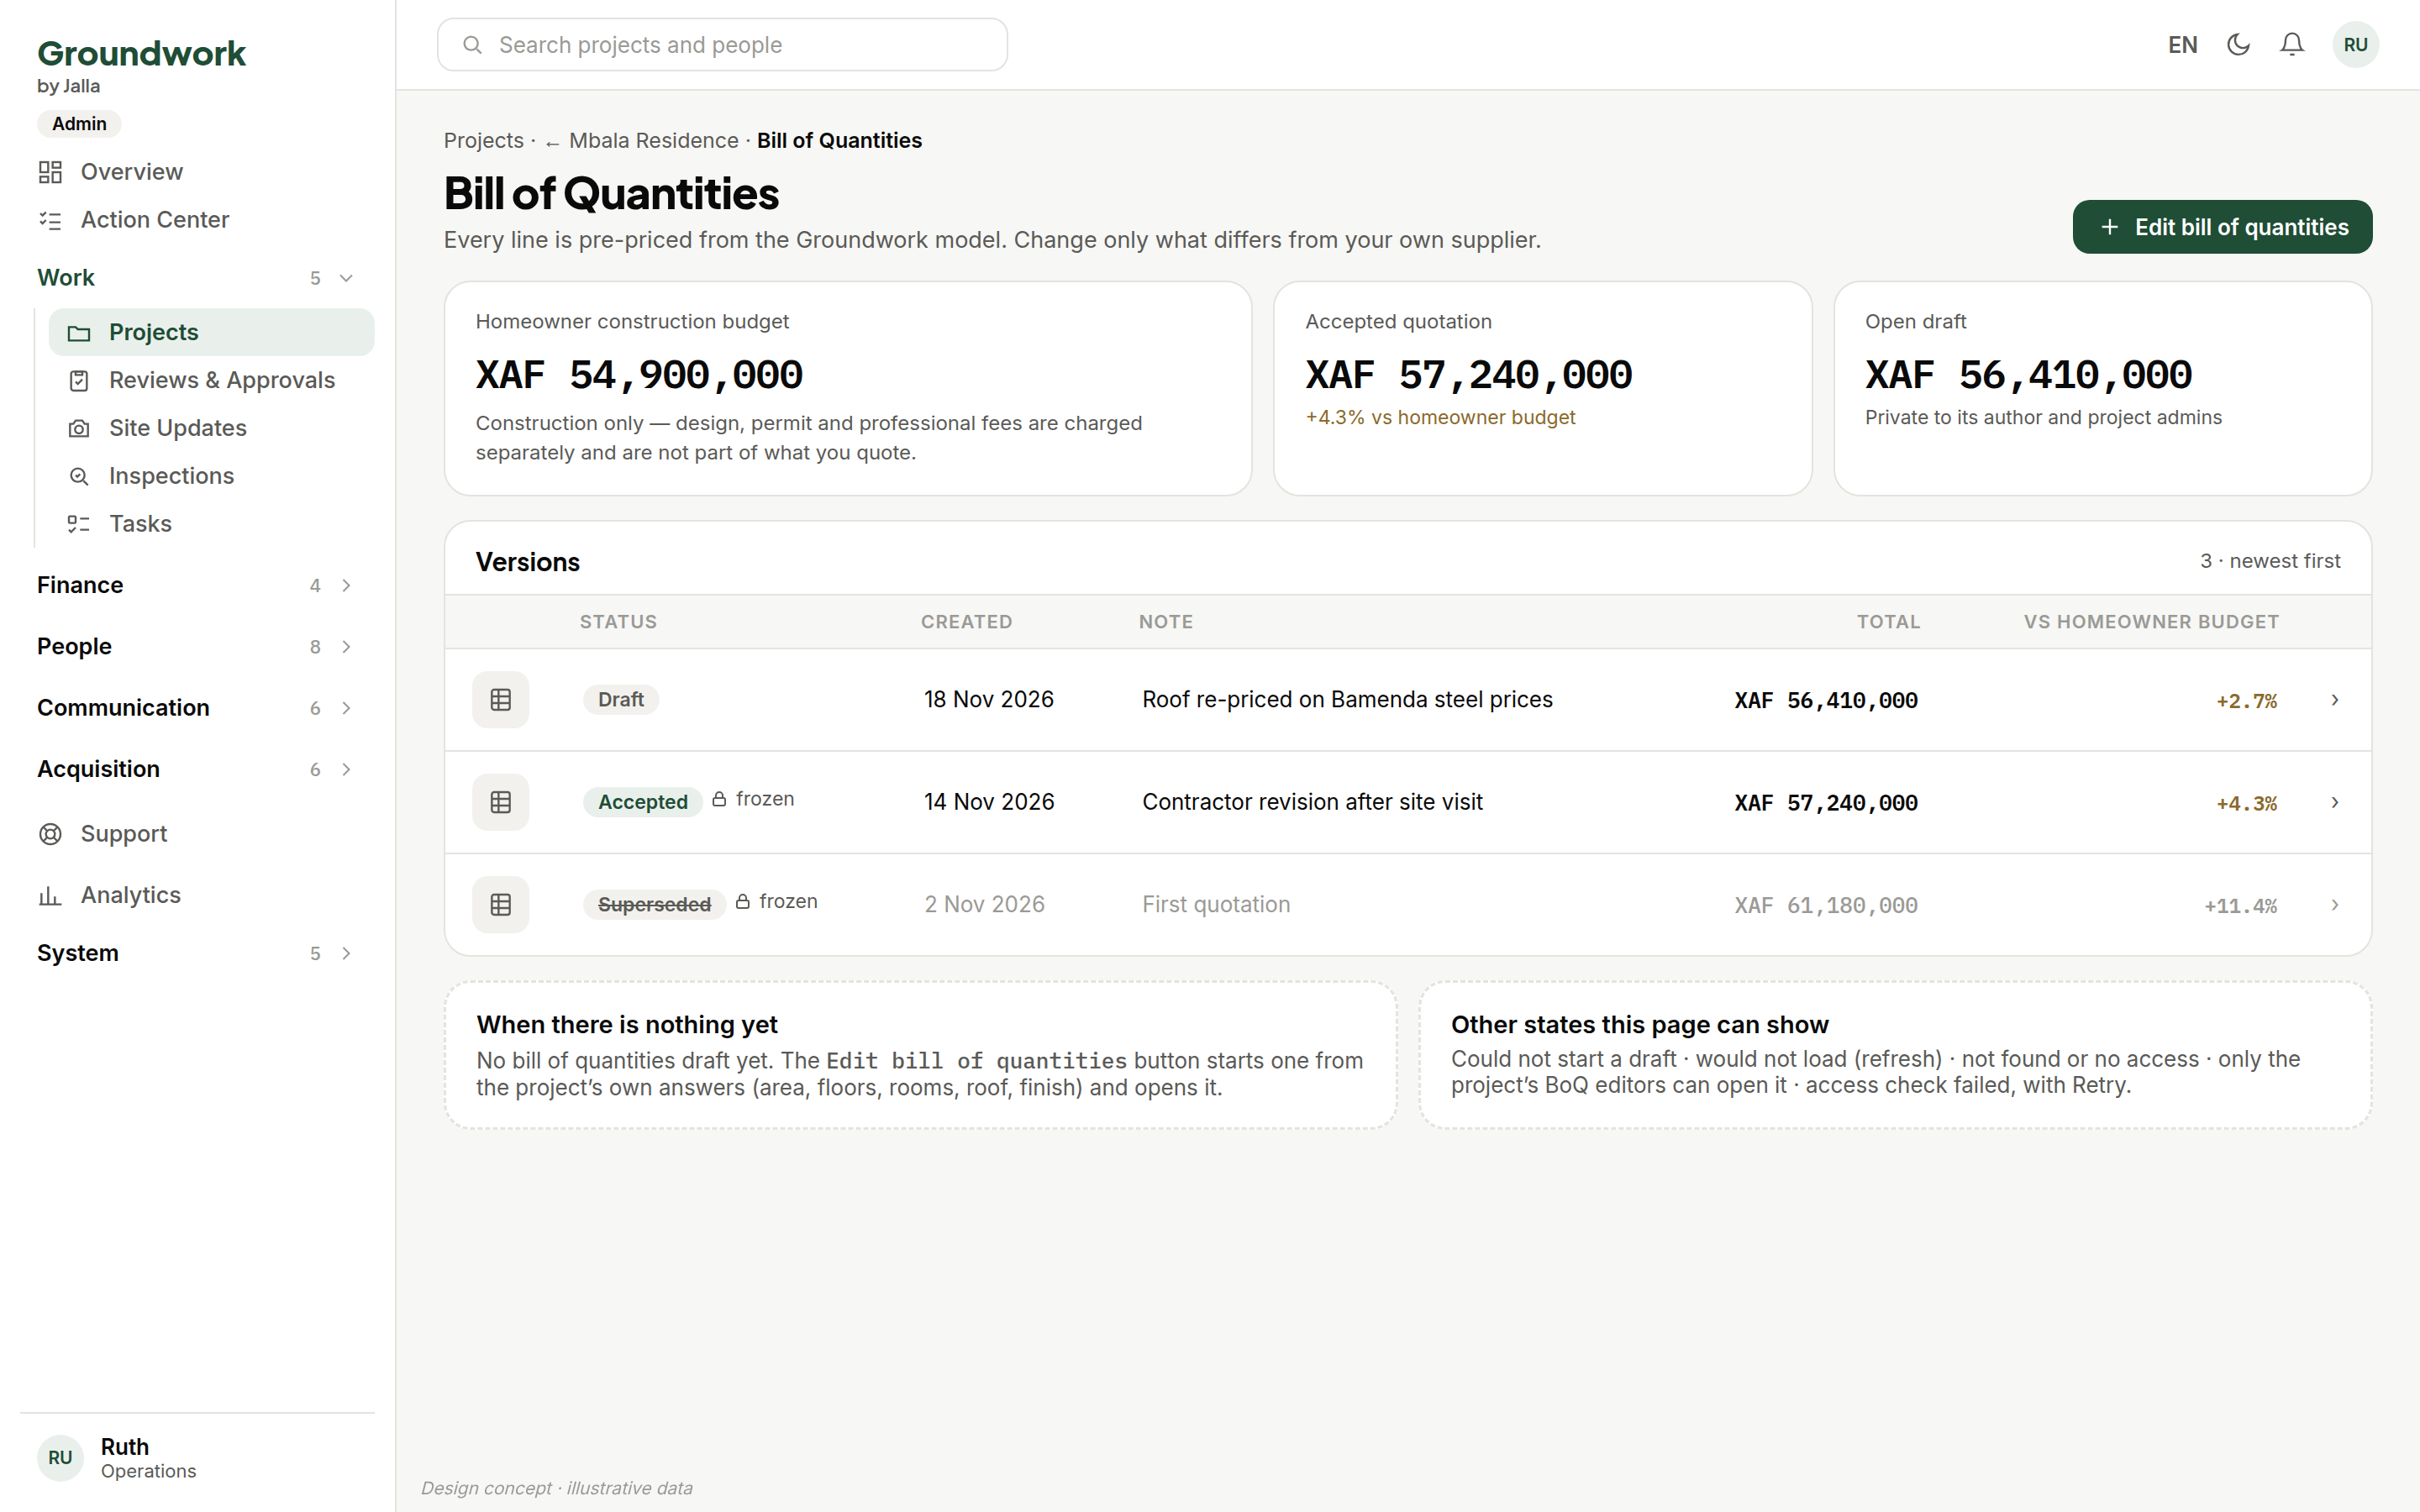 Groundwork
by Jalla
Admin
Overview
Action Center
Work 5
Projects
Reviews & Approvals
Site Updates
Inspections
Tasks
Finance 4
People 8
Communication 6
Acquisition 6
Support
Analytics
System 5
RU
Ruth
Operations
Search projects and people
EN
RU
Projects · ← Mbala Residence · Bill of Quantities
Bill of Quantities
Every line is pre-priced from the Groundwork model. Change only what differs from your own supplier.
+ Edit bill of quantities
Homeowner construction budget
XAF 54,900,000
Construction only — design, permit and professional fees are charged
separately and are not part of what you quote.
Accepted quotation
XAF 57,240,000
+4.3% vs homeowner budget
Open draft
XAF 56,410,000
Private to its author and project admins
Versions
3 · newest first
STATUS CREATED NOTE TOTAL VS HOMEOWNER BUDGET
Draft 18 Nov 2026 Roof re-priced on Bamenda steel prices XAF 56,410,000 +2.7% ›
Accepted frozen 14 Nov 2026 Contractor revision after site visit XAF 57,240,000 +4.3% ›
Superseded frozen 2 Nov 2026 First quotation XAF 61,180,000 +11.4% ›
When there is nothing yet
No bill of quantities draft yet. The Edit bill of quantities button starts one from
the project’s own answers (area, floors, rooms, roof, finish) and opens it.
Other states this page can show
Could not start a draft · would not load (refresh) · not found or no access · only the
project’s BoQ editors can open it · access check failed, with Retry.
Design concept · illustrative data